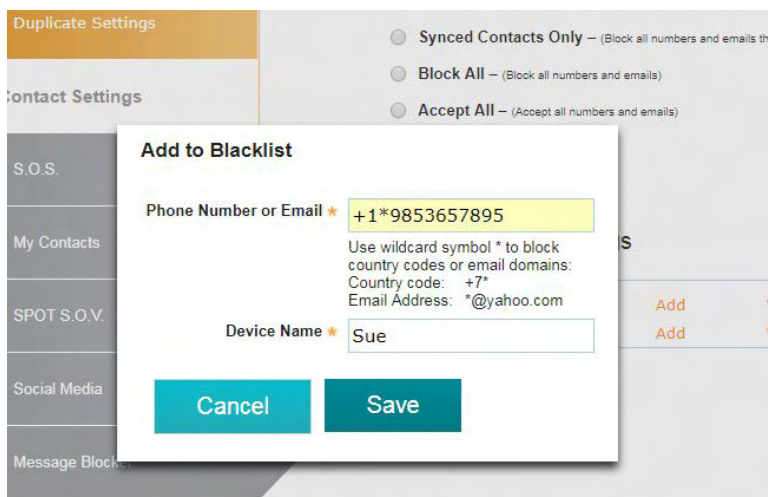 Duplicate Settings
Synced Contacts Only – (Block all numbers and emails th
Block All – (Block all numbers and emails)
Contact Settings
Accept All – (Accept all numbers and emails)
Add to Blacklist
S.O.S.
Phone Number or Email * +1*9853657895
My Contacts
Use wildcard symbol * to block
country codes or email domains:
Country code: +7*
Email Address: *@yahoo.com
Add
SPOT S.O.V.
Device Name * Sue
Add
Social Media
Cancel Save
Message Blocker